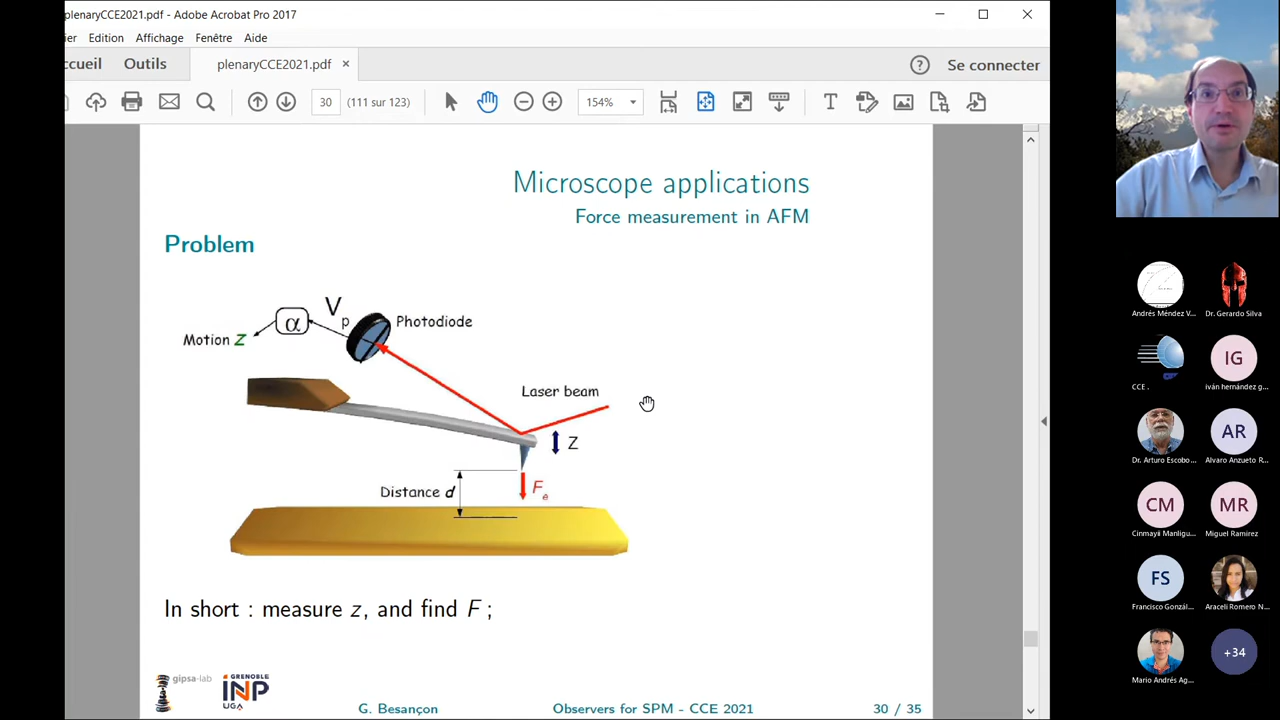 plenaryCCE2021.pdf - Adobe Acrobat Pro 2017
ier Edition Affichage Fenêtre Aide
ccueil Outils plenaryCCE2021.pdf × ? Se connecter
30 (111 sur 123) 154%
Microscope applications
Force measurement in AFM
Problem
Vp
α
Photodiode
Motion z
Laser beam
Z
Distance d
Fe
In short : measure z, and find F ;
gipsa-lab
GRENOBLE
INP
UGA
G. Besançon Observers for SPM - CCE 2021 30 / 35
Andrés Méndez V...
Dr. Gerardo Silva
CCE .
IG
iván hernández g...
Dr. Arturo Escobo...
AR
Alvaro Anzueto R...
CM
Cinmayii Manligu...
MR
Miguel Ramírez
FS
Francisco Gonzál...
Araceli Romero N...
Mario Andrés Ag...
+34